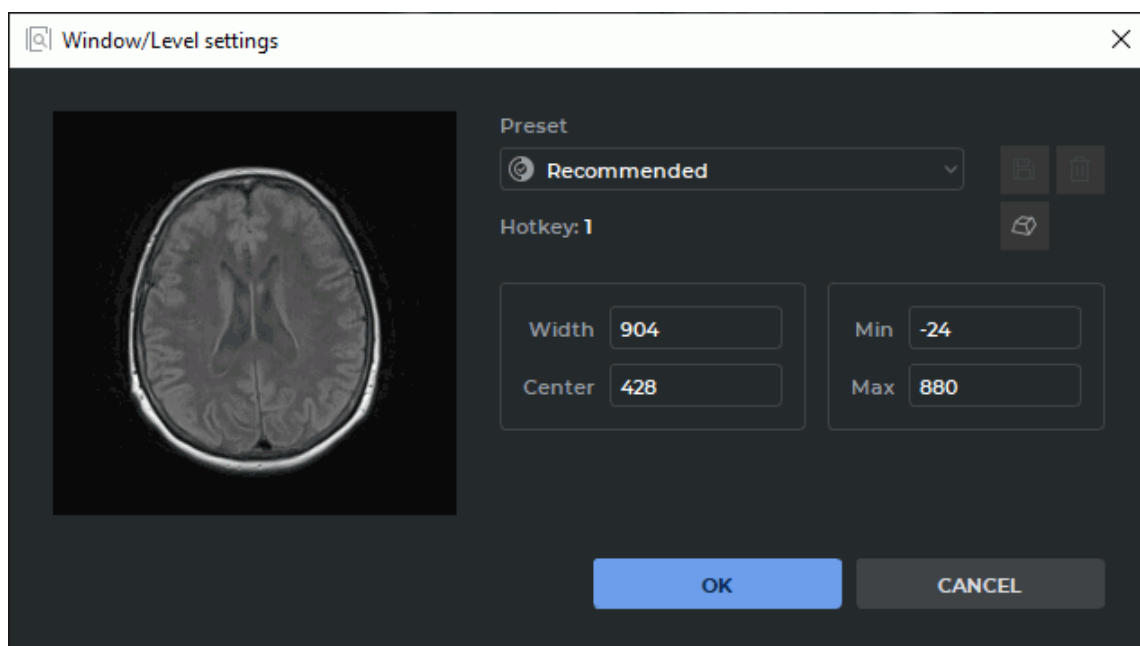 Window/Level settings
Preset
Recommended
Hotkey: 1
Width 904
Center 428
Min -24
Max 880
OK
CANCEL